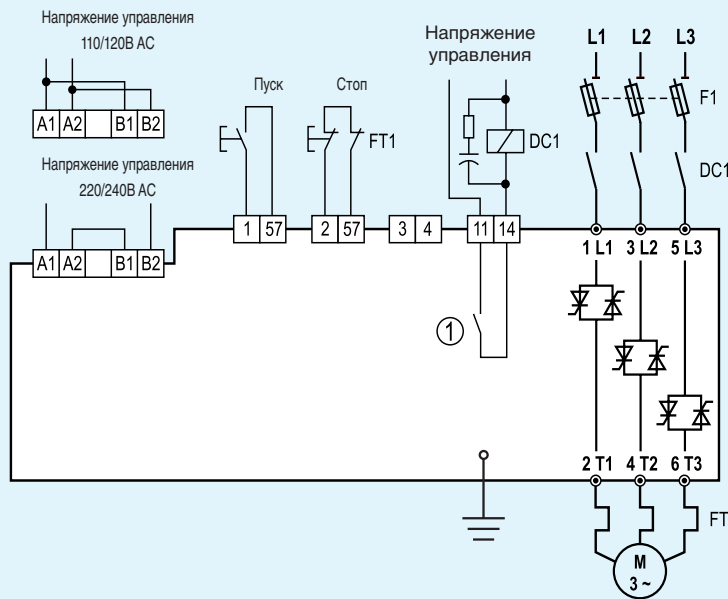 Напряжение управления
110/120В AC
A1 A2 B1 B2
Напряжение управления
220/240В AC
A1 A2 B1 B2
Пуск
Стоп
FT1
Напряжение
управления
DC1
L1 L2 L3
F1
DC1
1 57 2 57 3 4 11 14
1 L1 3 L2 5 L3
1
2 T1 4 T2 6 T3
FT
M
3 ~